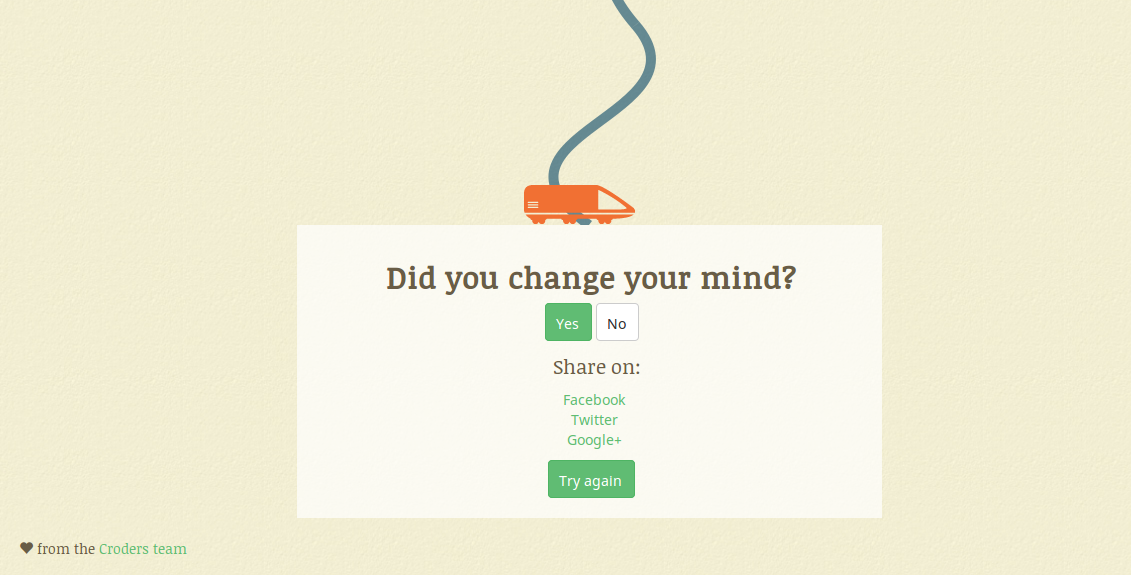 Did you change your mind?
Yes No
Share on:
Facebook
Twitter
Google+
Try again
from the Croders team